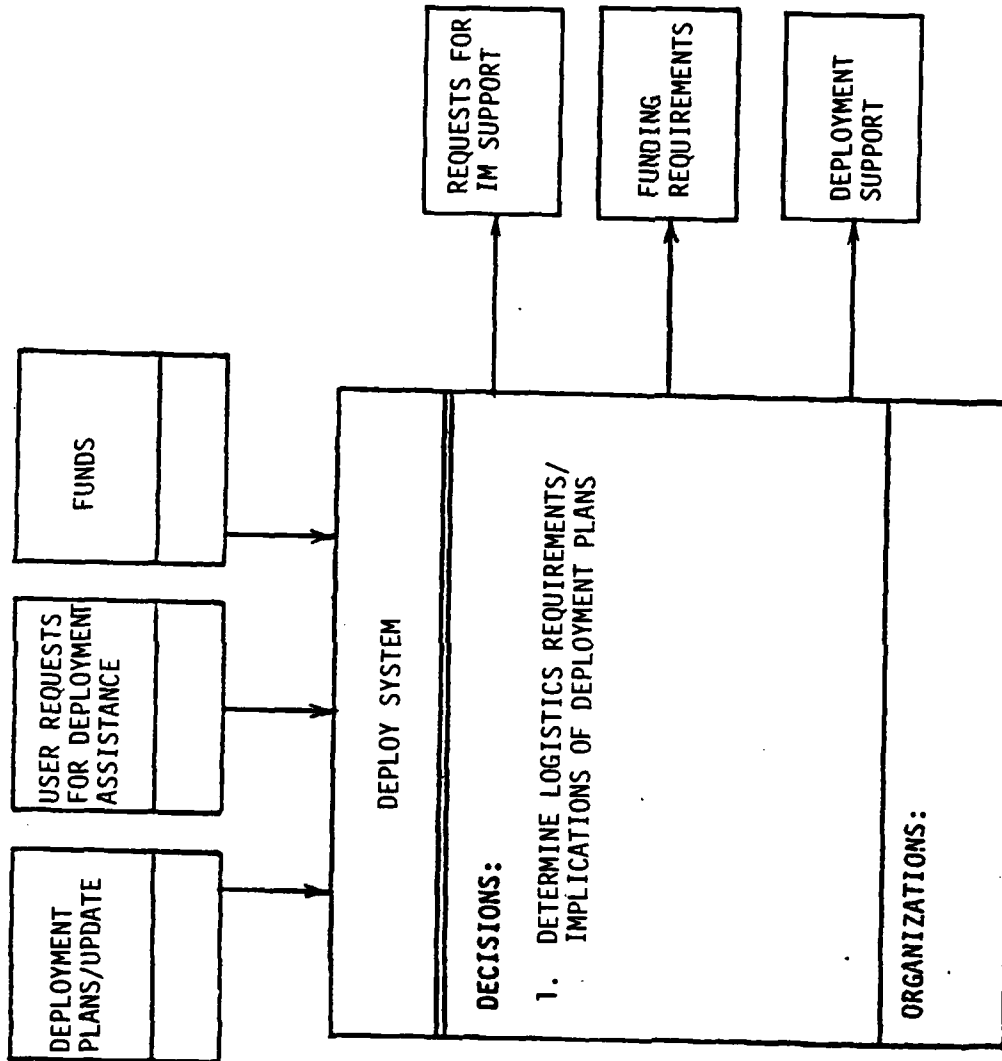 DEPLOYMENT
PLANS/UPDATE
USER REQUESTS
FOR DEPLOYMENT
ASSISTANCE
FUNDS
DEPLOY SYSTEM
DECISIONS:
1. DETERMINE LOGISTICS REQUIREMENTS/
IMPLICATIONS OF DEPLOYMENT PLANS
ORGANIZATIONS:
REQUESTS FOR
IM SUPPORT
FUNDING
REQUIREMENTS
DEPLOYMENT
SUPPORT